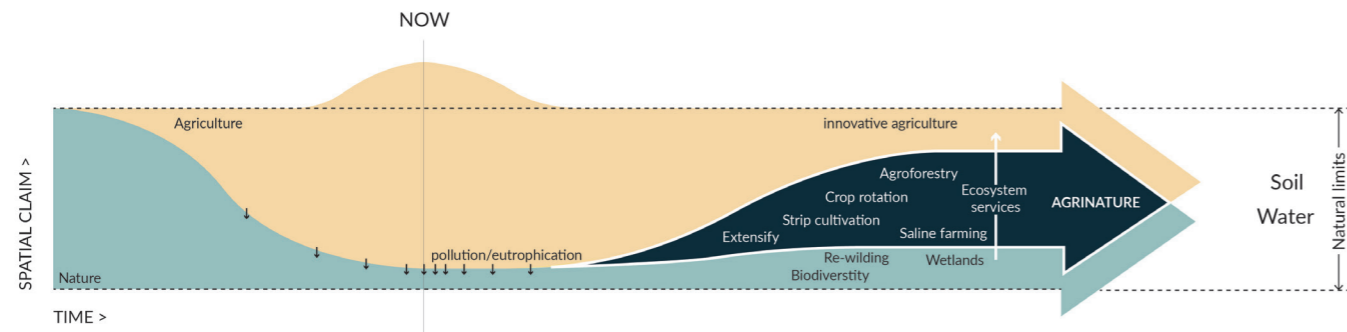 NOW
Agriculture
innovative agriculture
Agroforestry
Crop rotation
Ecosystem
services
AGRINATURE
Strip cultivation
Extensify
Saline farming
pollution/eutrophication
Re-wilding
Wetlands
Biodiverstity
Nature
SPATIAL CLAIM >
TIME >
Soil
Water
Natural limits